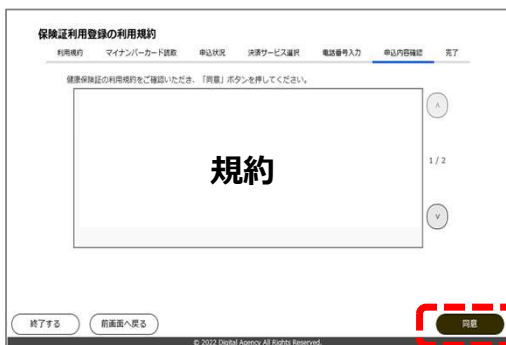 保険証利用登録の利用規約
利用規約 マイナンバーカード読取 申込状況 決済サービス選択 電話番号入力 申込内容確認 完了
健康保険証の利用規約をご確認いただき、「同意」ボタンを押してください。
∧
規約
1 / 2
∨
終了する 前画面へ戻る 同意
© 2022 Digital Agency All Rights Reserved.